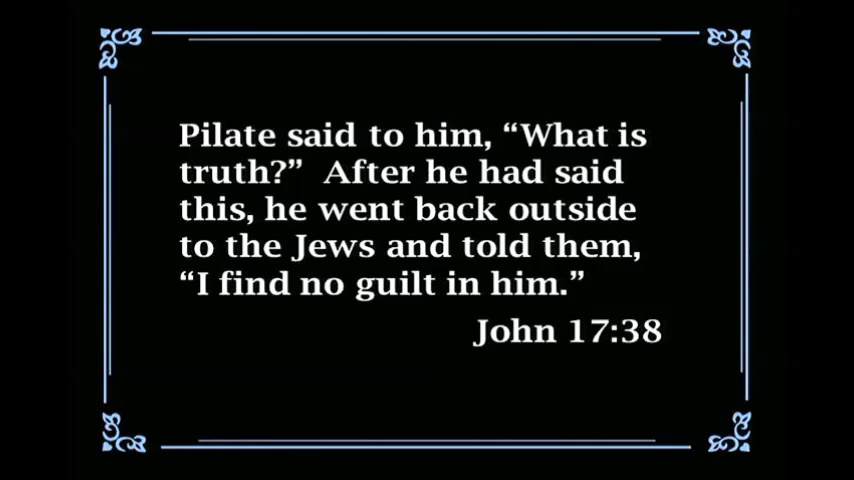 Pilate said to him, “What is
truth?”  After he had said
this, he went back outside
to the Jews and told them,
“I find no guilt in him.”
John 17:38